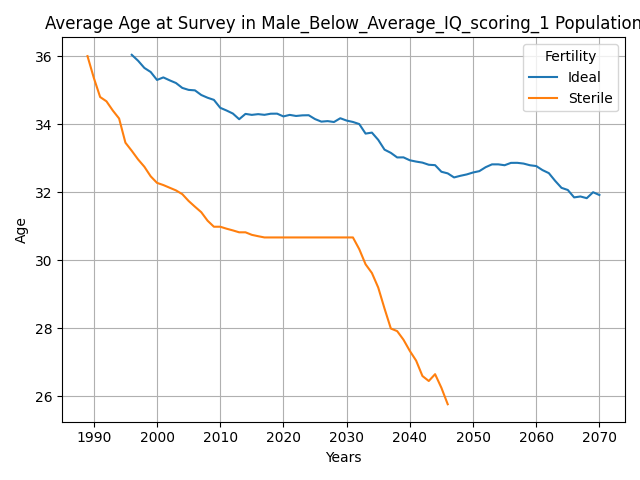 Average Age at Survey in Male_Below_Average_IQ_scoring_1 Population
Fertility
Ideal
Sterile
Age
36
34
32
30
28
26
1990 2000 2010 2020 2030 2040 2050 2060 2070
Years